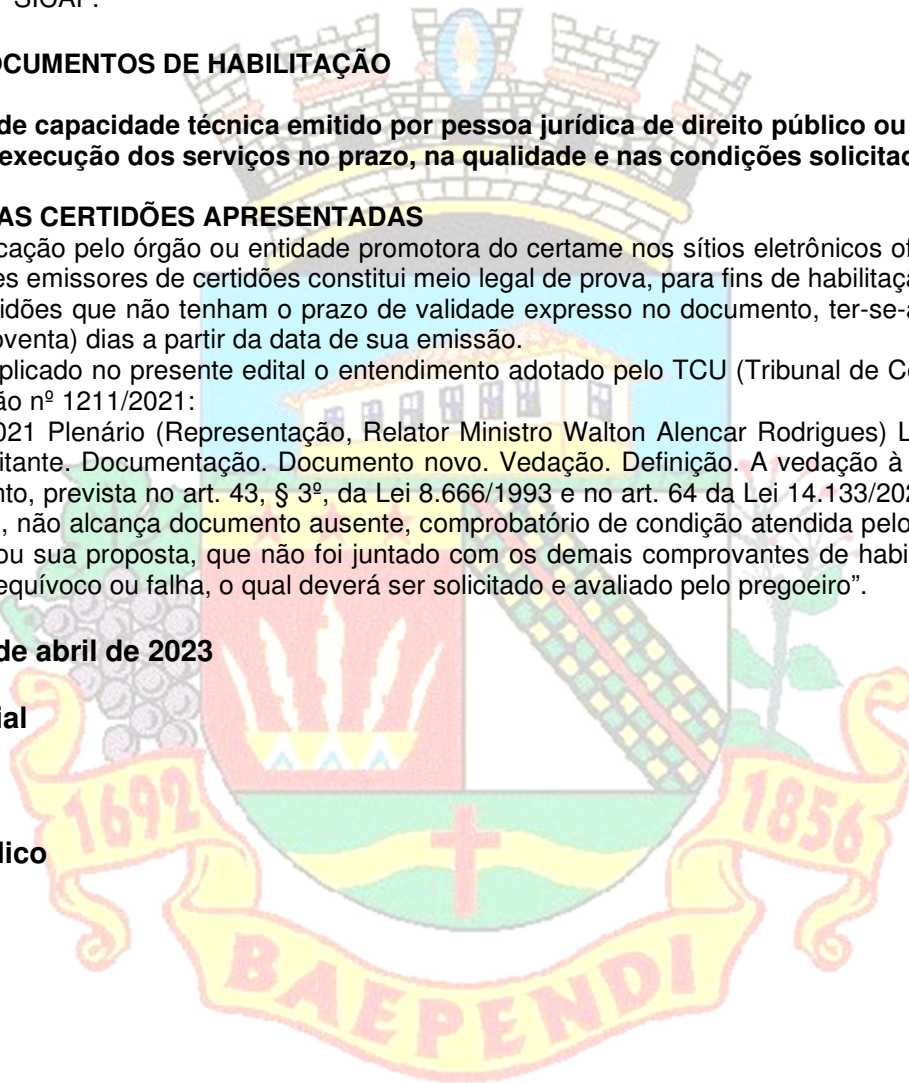 SICAF.
OCUMENTOS DE HABILITAÇÃO
de capacidade técnica emitido por pessoa jurídica de direito público ou
execução dos serviços no prazo, na qualidade e nas condições solicitad
AS CERTIDÕES APRESENTADAS
cação pelo órgão ou entidade promotora do certame nos sítios eletrônicos of
es emissores de certidões constitui meio legal de prova, para fins de habilitaç
idões que não tenham o prazo de validade expresso no documento, ter-se-á
oventa) dias a partir da data de sua emissão.
plicado no presente edital o entendimento adotado pelo TCU (Tribunal de Co
ão nº 1211/2021:
021 Plenário (Representação, Relator Ministro Walton Alencar Rodrigues) L
itante. Documentação. Documento novo. Vedação. Definição. A vedação à
nto, prevista no art. 43, § 3º, da Lei 8.666/1993 e no art. 64 da Lei 14.133/202
, não alcança documento ausente, comprobatório de condição atendida pelo
ou sua proposta, que não foi juntado com os demais comprovantes de habi
equívoco ou falha, o qual deverá ser solicitado e avaliado pelo pregoeiro”.
de abril de 2023
ial
1692
1856
lico
BAEPENDI